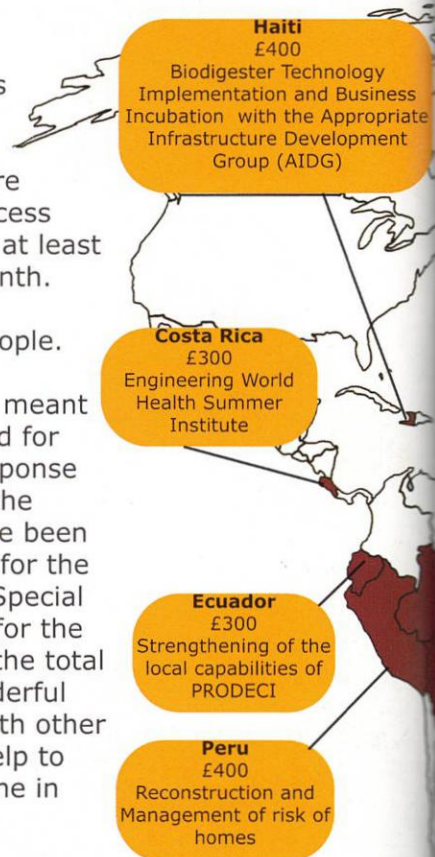 s
re
cess
at least
nth.
ople.
meant
d for
ponse
he
e been
for the
Special
for the
the total
derful
th other
elp to
ne in
Haiti
£400
Biodigester Technology
Implementation and Business
Incubation with the Appropriate
Infrastructure Development
Group (AIDG)
Costa Rica
£300
Engineering World
Health Summer
Institute
Ecuador
£300
Strengthening of the
local capabilities of
PRODECI
Peru
£400
Reconstruction and
Management of risk of
homes